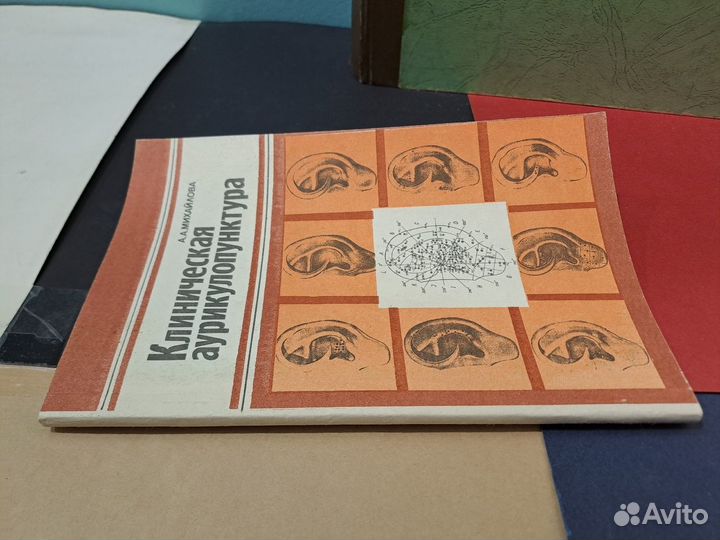 А.А.МИХАЙЛОВА
Клиническая
аурикулопунктура
Avito